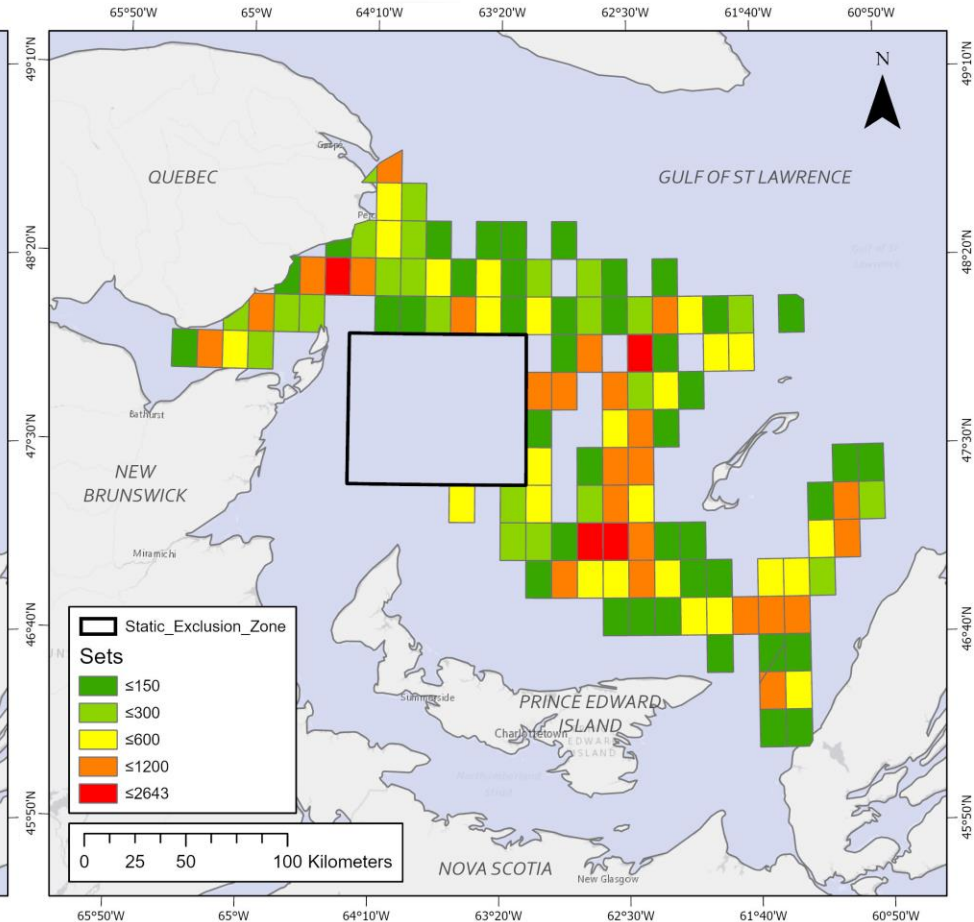 65°50'W 65°W 64°10'W 63°20'W 62°30'W 61°40'W 60°50'W
49°10'N
49°10'N
N
Gaspé
QUEBEC
GULF OF ST LAWRENCE
48°20'N
48°20'N
47°30'N
47°30'N
Bathurst
NEW
BRUNSWICK
Miramichi
46°40'N
46°40'N
Static_Exclusion_Zone
Sets
≤150
≤300
≤600
≤1200
≤2643
Summerside
PRINCE EDWARD
ISLAND
Charlottetown
EDWARD
ISLAND
45°50'N
45°50'N
0 25 50 100 Kilometers
NOVA SCOTIA
New Glasgow
65°50'W 65°W 64°10'W 63°20'W 62°30'W 61°40'W 60°50'W